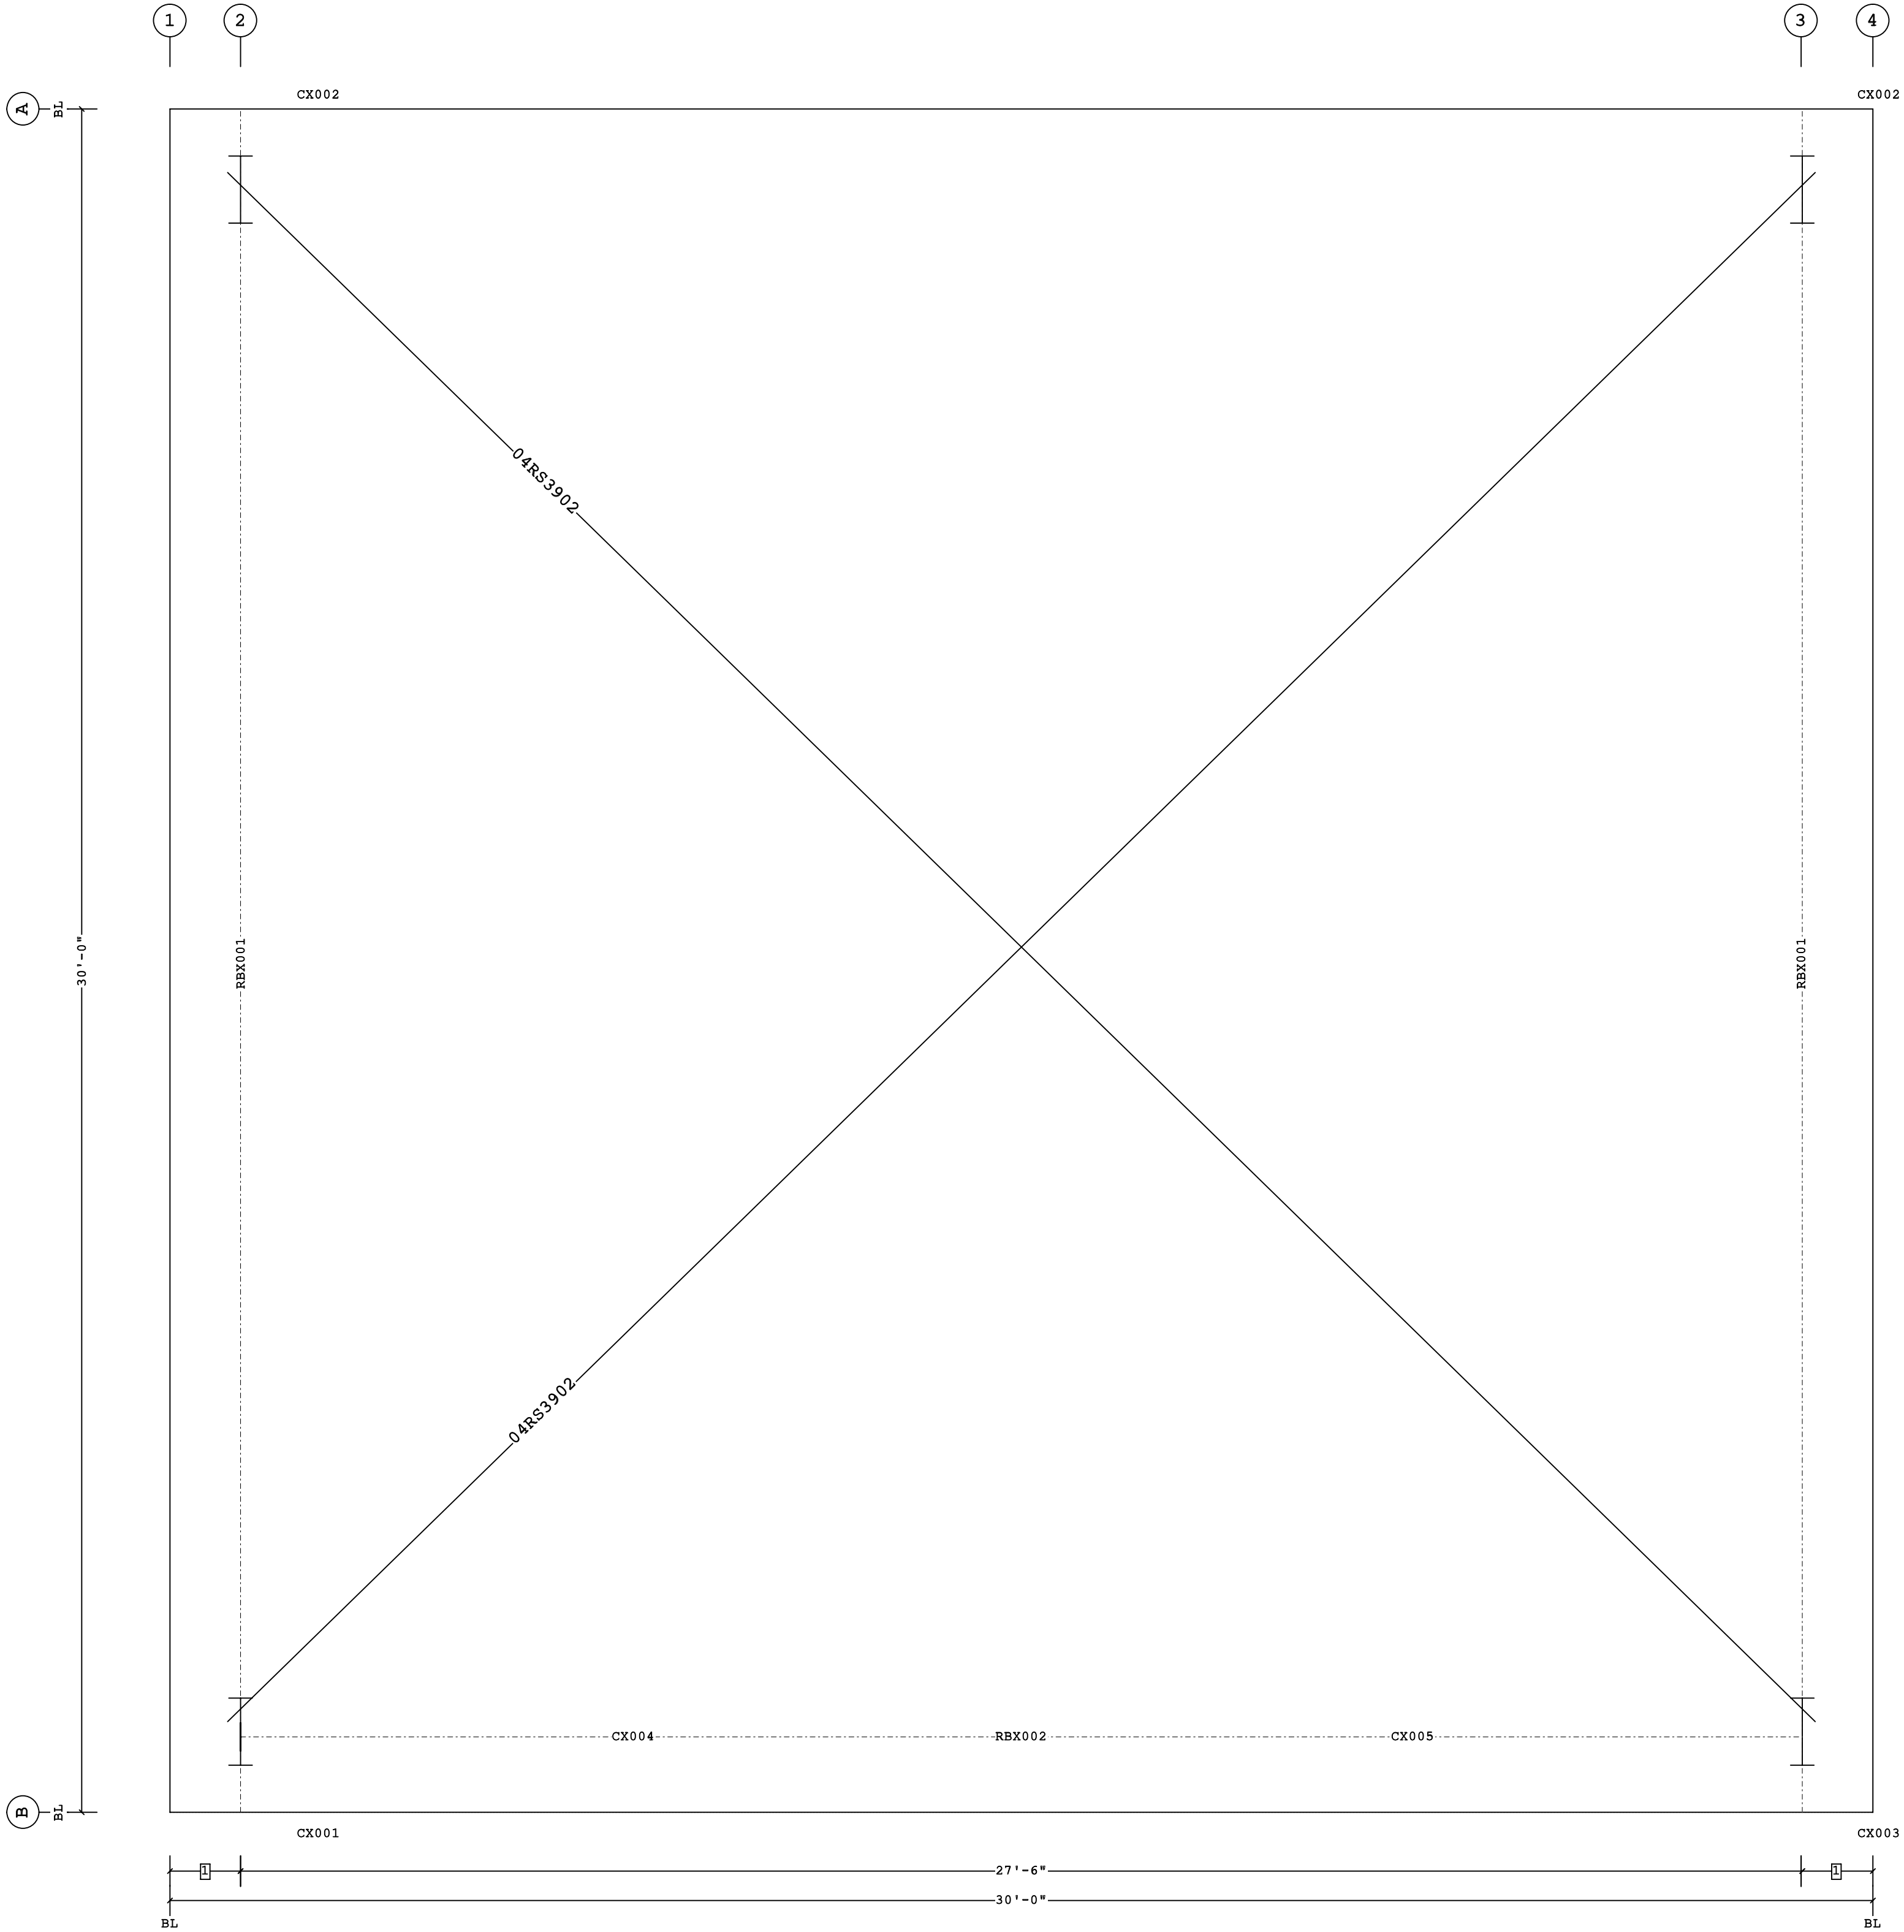 1 2 3 4
A BL
CX002 CX002
04RS3902
30'-0"
RBX001 RBX001
04RS3902
CX004 RBX002 CX005
B BL
CX001 CX003
1 27'-6" 1
30'-0"
BL BL